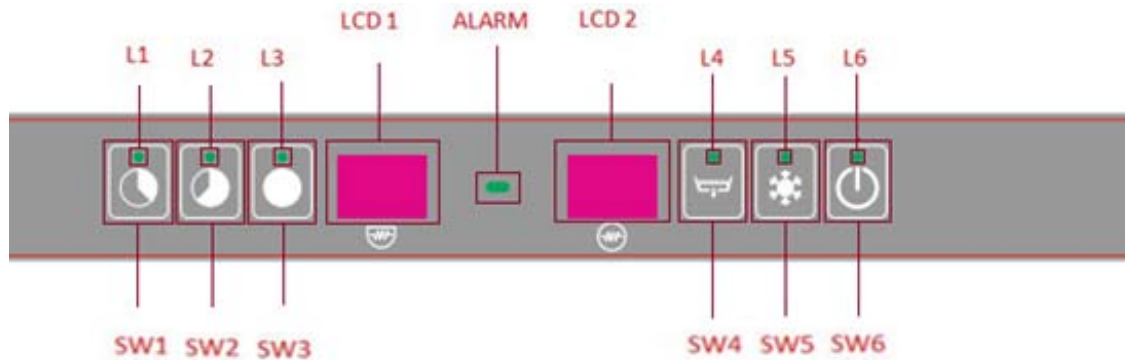 LCD 1 ALARM LCD 2
L1 L2 L3 L4 L5 L6
SW1 SW2 SW3 SW4 SW5 SW6